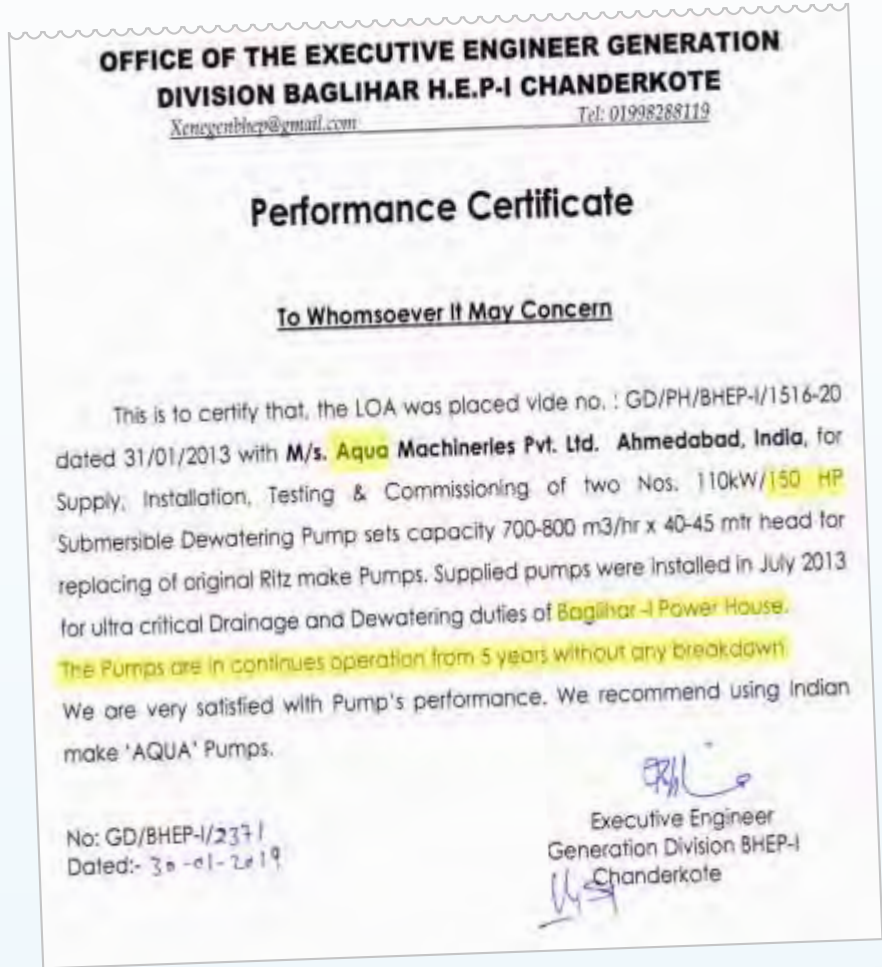 OFFICE OF THE EXECUTIVE ENGINEER GENERATION
DIVISION BAGLIHAR H.E.P-I CHANDERKOTE
Xenegenbhep@gmail.com Tel: 01998288119
Performance Certificate
To Whomsoever It May Concern
This is to certify that, the LOA was placed vide no. : GD/PH/BHEP-I/1516-20
dated 31/01/2013 with M/s. Aqua Machineries Pvt. Ltd. Ahmedabad, India, for
Supply, Installation, Testing & Commissioning of two Nos. 110kW/150 HP
Submersible Dewatering Pump sets capacity 700-800 m3/hr x 40-45 mtr head for
replacing of original Ritz make Pumps. Supplied pumps were installed in July 2013
for ultra critical Drainage and Dewatering duties of Baglihar-I Power House.
The Pumps are in continues operation from 5 years without any breakdown
We are very satisfied with Pump's performance. We recommend using Indian
make 'AQUA' Pumps.
No: GD/BHEP-I/2371
Dated:- 30-01-2019
Executive Engineer
Generation Division BHEP-I
Chanderkote